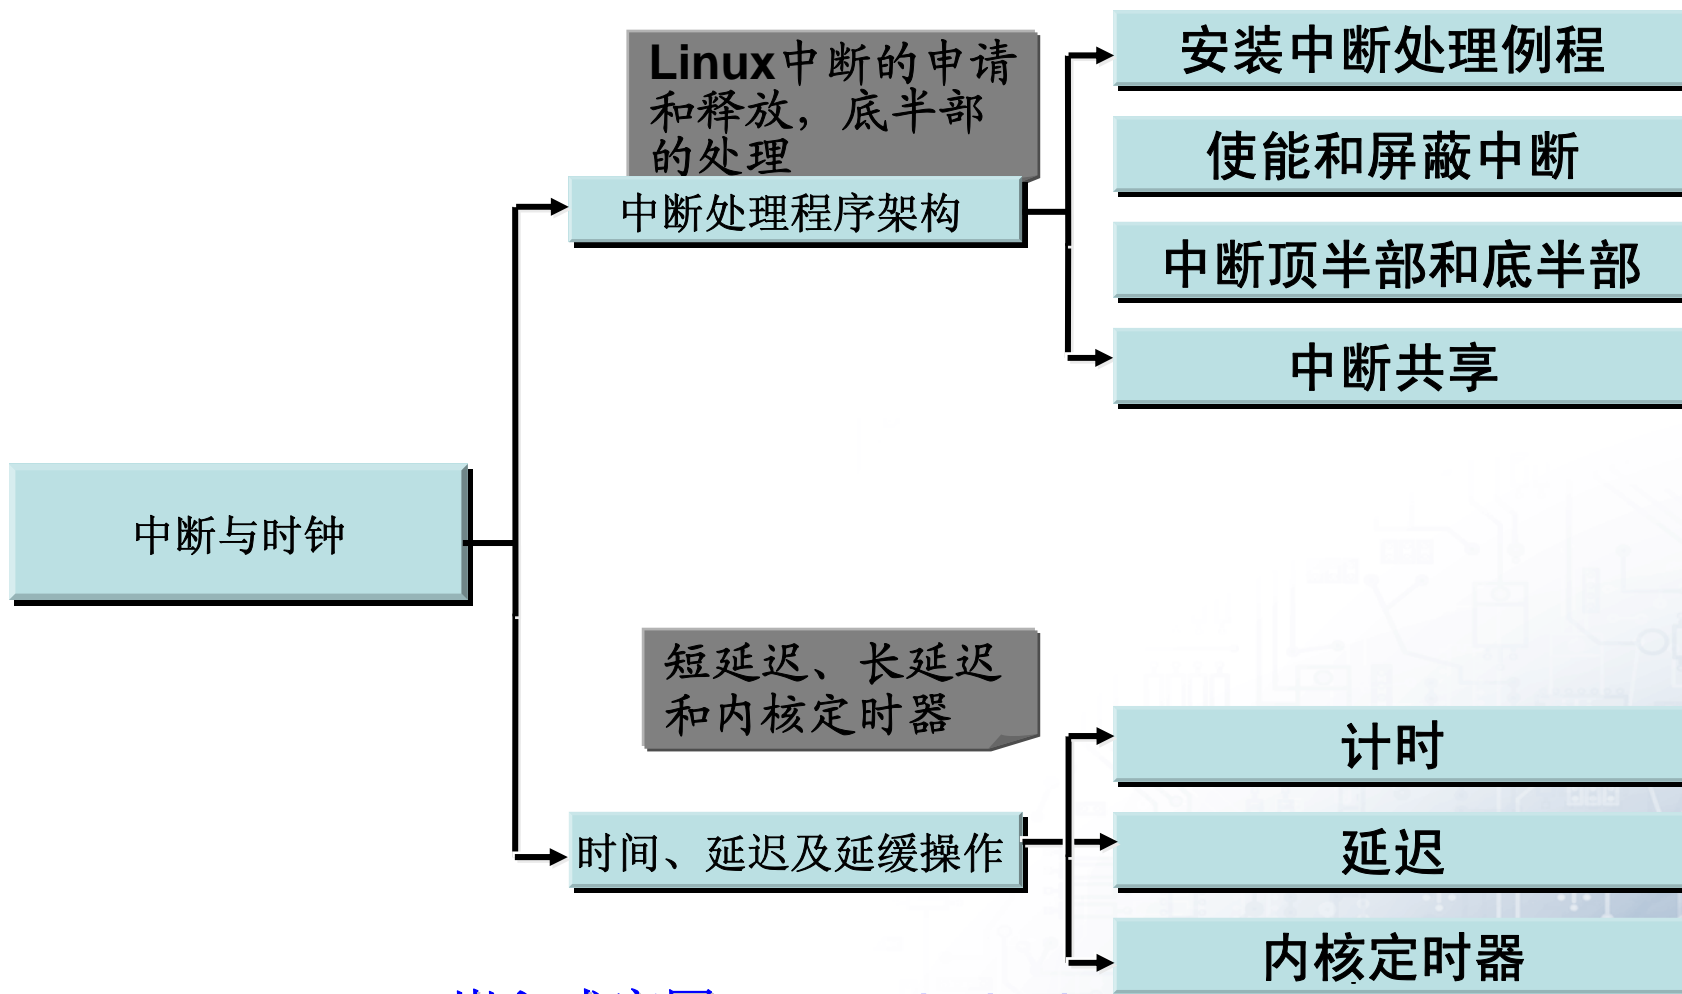 Linux中断的申请
和释放，底半部
的处理
中断处理程序架构
安装中断处理例程
使能和屏蔽中断
中断顶半部和底半部
中断共享
中断与时钟
短延迟、长延迟
和内核定时器
时间、延迟及延缓操作
计时
延迟
内核定时器